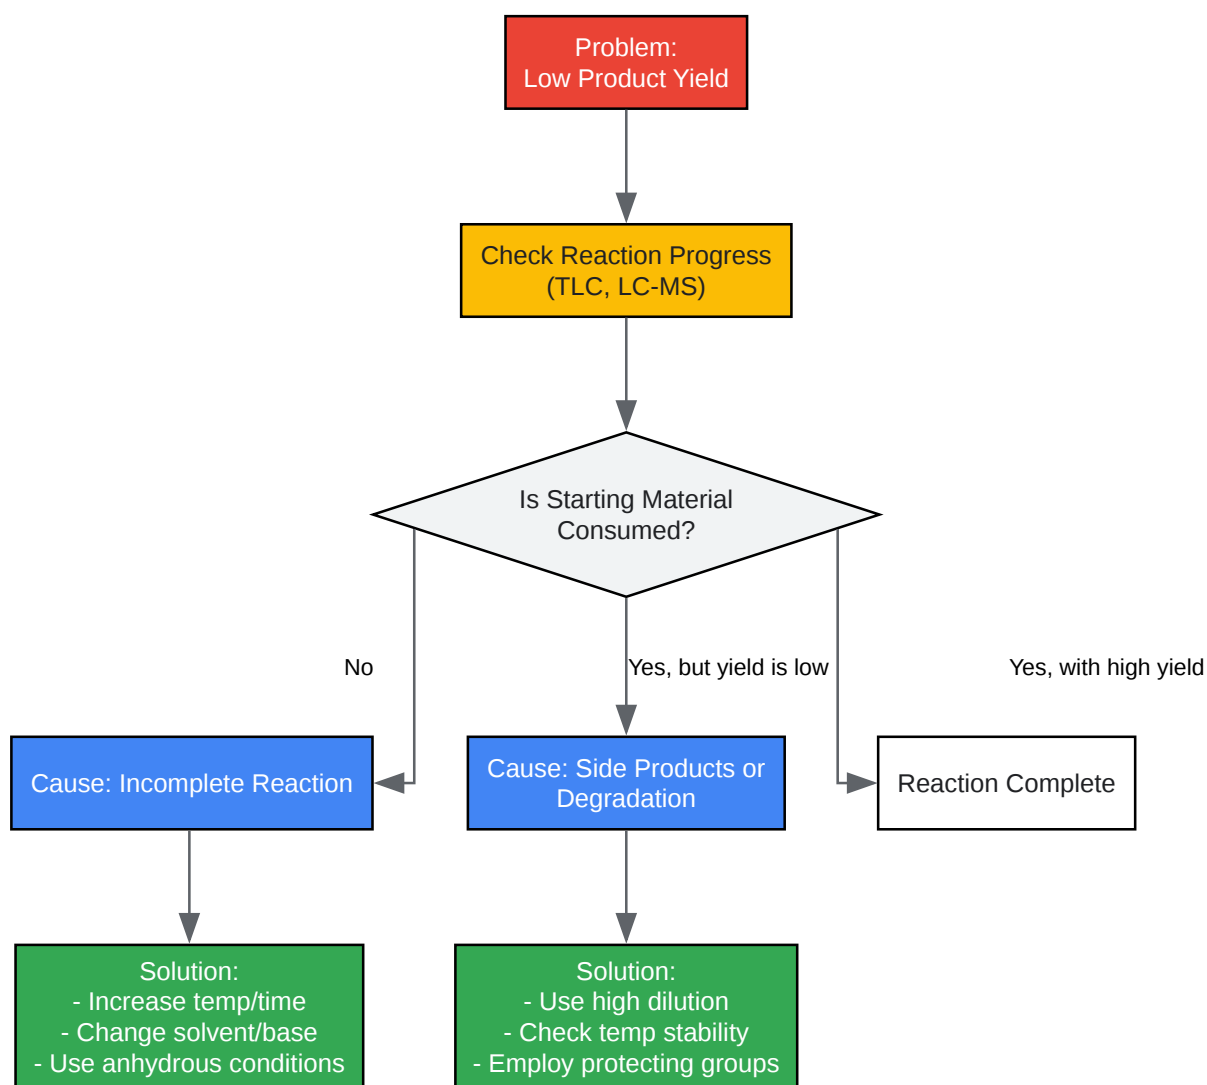 Problem:
Low Product Yield
Check Reaction Progress
(TLC, LC-MS)
Is Starting Material
Consumed?
No
Yes, but yield is low
Yes, with high yield
Cause: Incomplete Reaction
Cause: Side Products or
Degradation
Reaction Complete
Solution:
- Increase temp/time
- Change solvent/base
- Use anhydrous conditions
Solution:
- Use high dilution
- Check temp stability
- Employ protecting groups